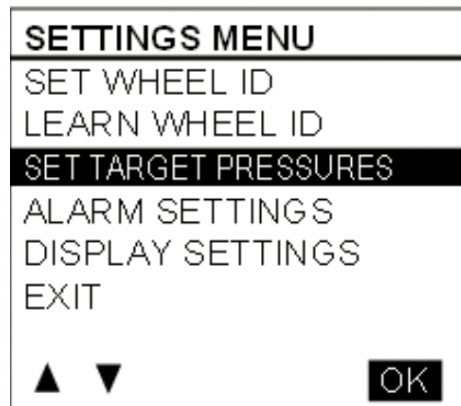 SETTINGS MENU
SET WHEEL ID
LEARN WHEEL ID
SET TARGET PRESSURES
ALARM SETTINGS
DISPLAY SETTINGS
EXIT
▲ ▼ OK